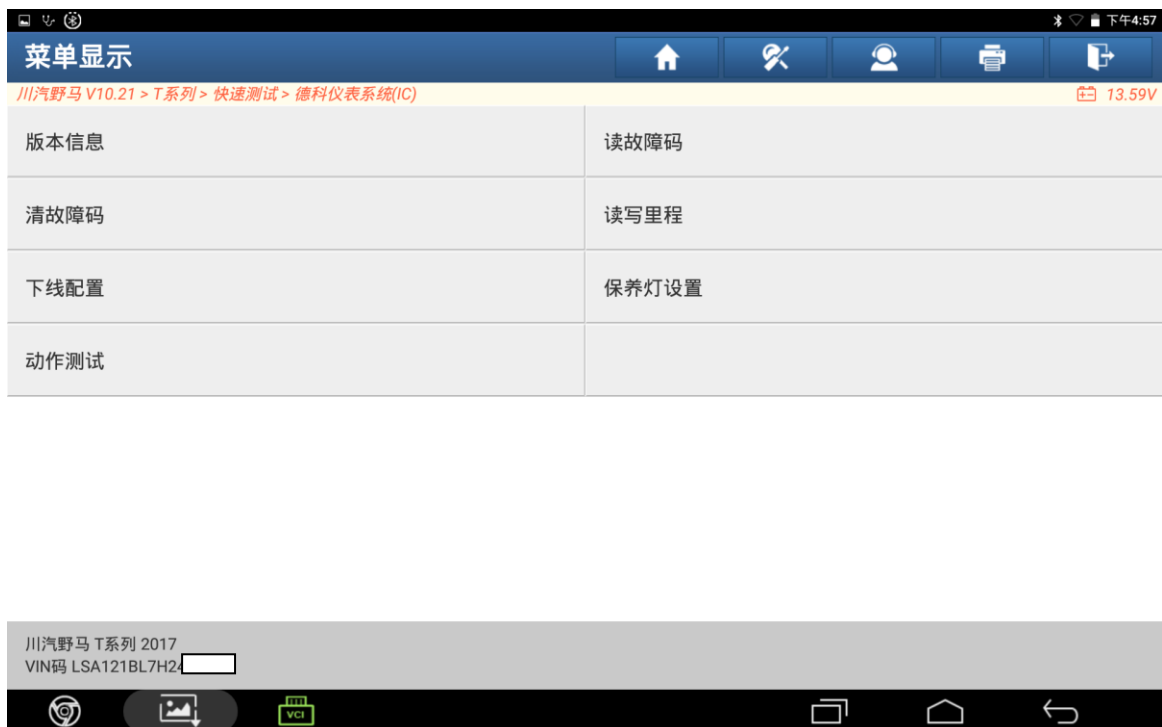 下午4:57
菜单显示
川汽野马 V10.21 > T系列 > 快速测试 > 德科仪表系统(IC) 13.59V
版本信息 读故障码
清故障码 读写里程
下线配置 保养灯设置
动作测试
川汽野马 T系列 2017
VIN码 LSA121BL7H24
VCI